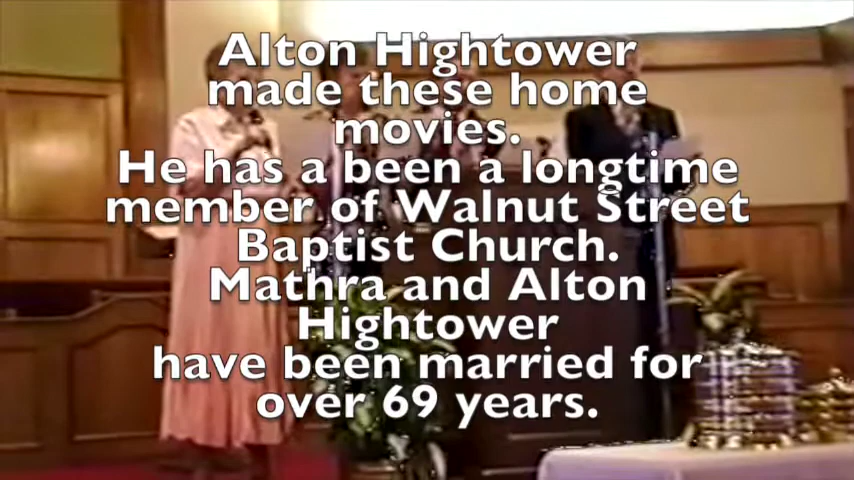 Alton Hightower
made these home
movies.
He has a been a longtime
member of Walnut Street
Baptist Church.
Mathra and Alton
Hightower
have been married for
over 69 years.